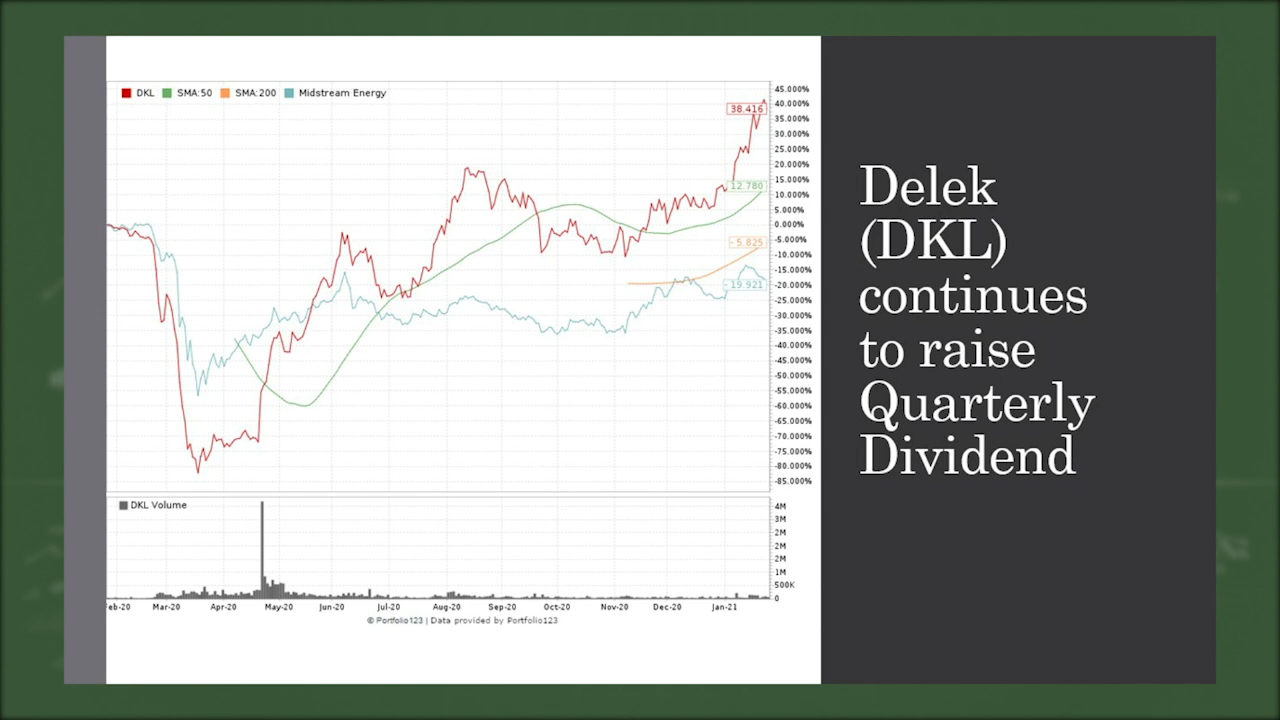 DKL SMA:50 SMA:200 Midstream Energy
45.000%
40.000%
38.416
35.000%
30.000%
25.000%
20.000%
15.000%
12.780
10.000%
5.000%
0.000%
-5.000%
-5.825
-10.000%
-15.000%
-19.921
-20.000%
-25.000%
-30.000%
-35.000%
-40.000%
-45.000%
-50.000%
-55.000%
-60.000%
-65.000%
-70.000%
-75.000%
-80.000%
-85.000%
DKL Volume
4M
3M
2M
2M
1M
500K
0
eb-20 Mar-20 Apr-20 May-20 Jun-20 Jul-20 Aug-20 Sep-20 Oct-20 Nov-20 Dec-20 Jan-21
© Portfolio123 | Data provided by Portfolio123
Delek
(DKL)
continues
to raise
Quarterly
Dividend